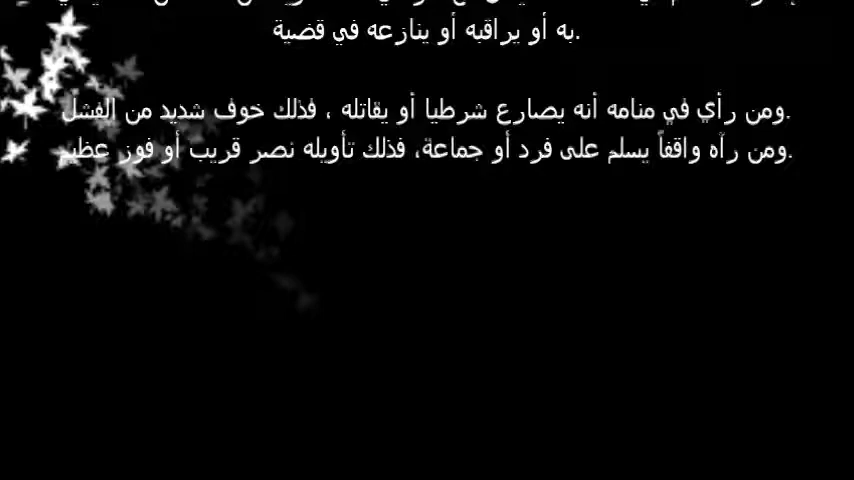 به أو يراقبه أو ينازعه في قضية.
ومن رأي في منامه أنه يصارع شرطيا أو يقاتله ، فذلك خوف شديد من الفشل.
ومن رآه واقفاً يسلم على فرد أو جماعة، فذلك تأويله نصر قريب أو فوز عظيم.